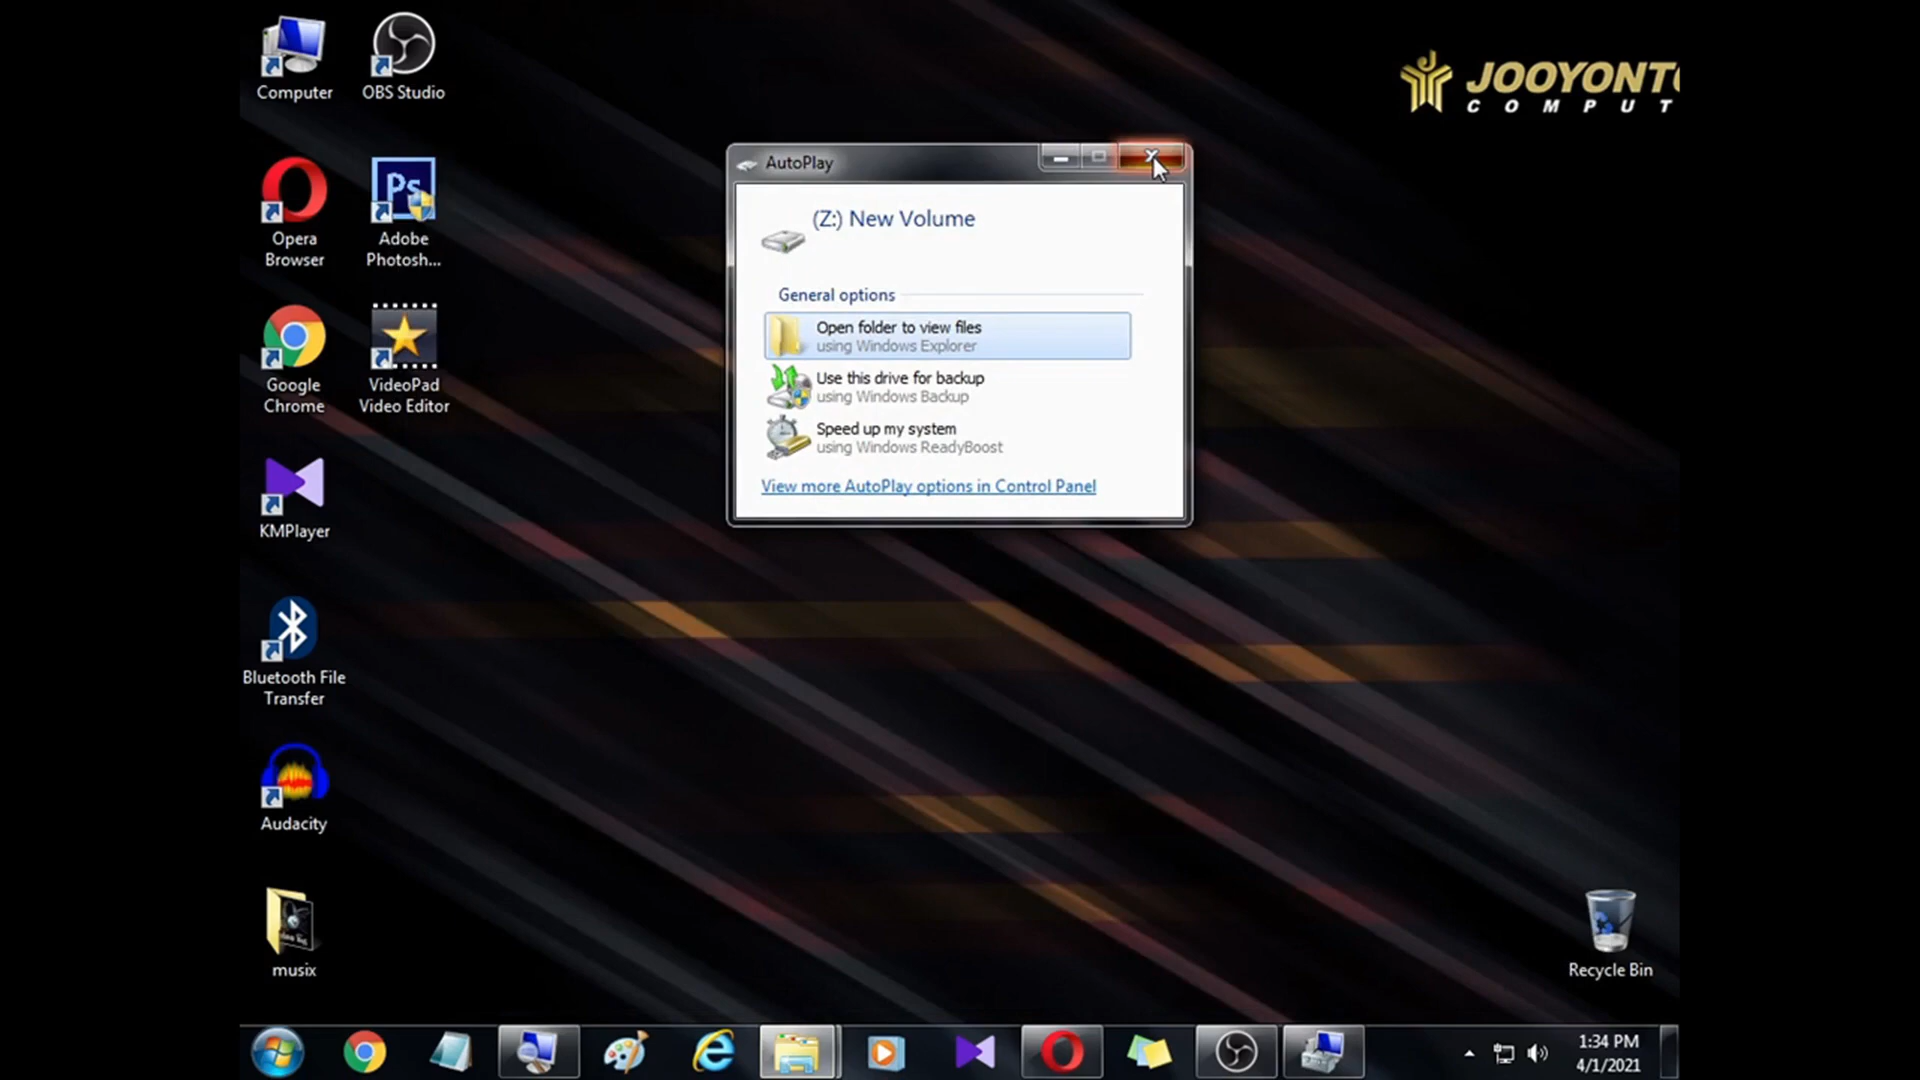 Computer
OBS Studio
JOOYONT
COMPUT
Opera
Browser
Ps
Adobe
Photosh...
Google
Chrome
VideoPad
Video Editor
KMPlayer
Bluetooth File
Transfer
Audacity
musix
AutoPlay
(Z:) New Volume
General options
Open folder to view files
using Windows Explorer
Use this drive for backup
using Windows Backup
Speed up my system
using Windows ReadyBoost
View more AutoPlay options in Control Panel
Recycle Bin
1:34 PM
4/1/2021